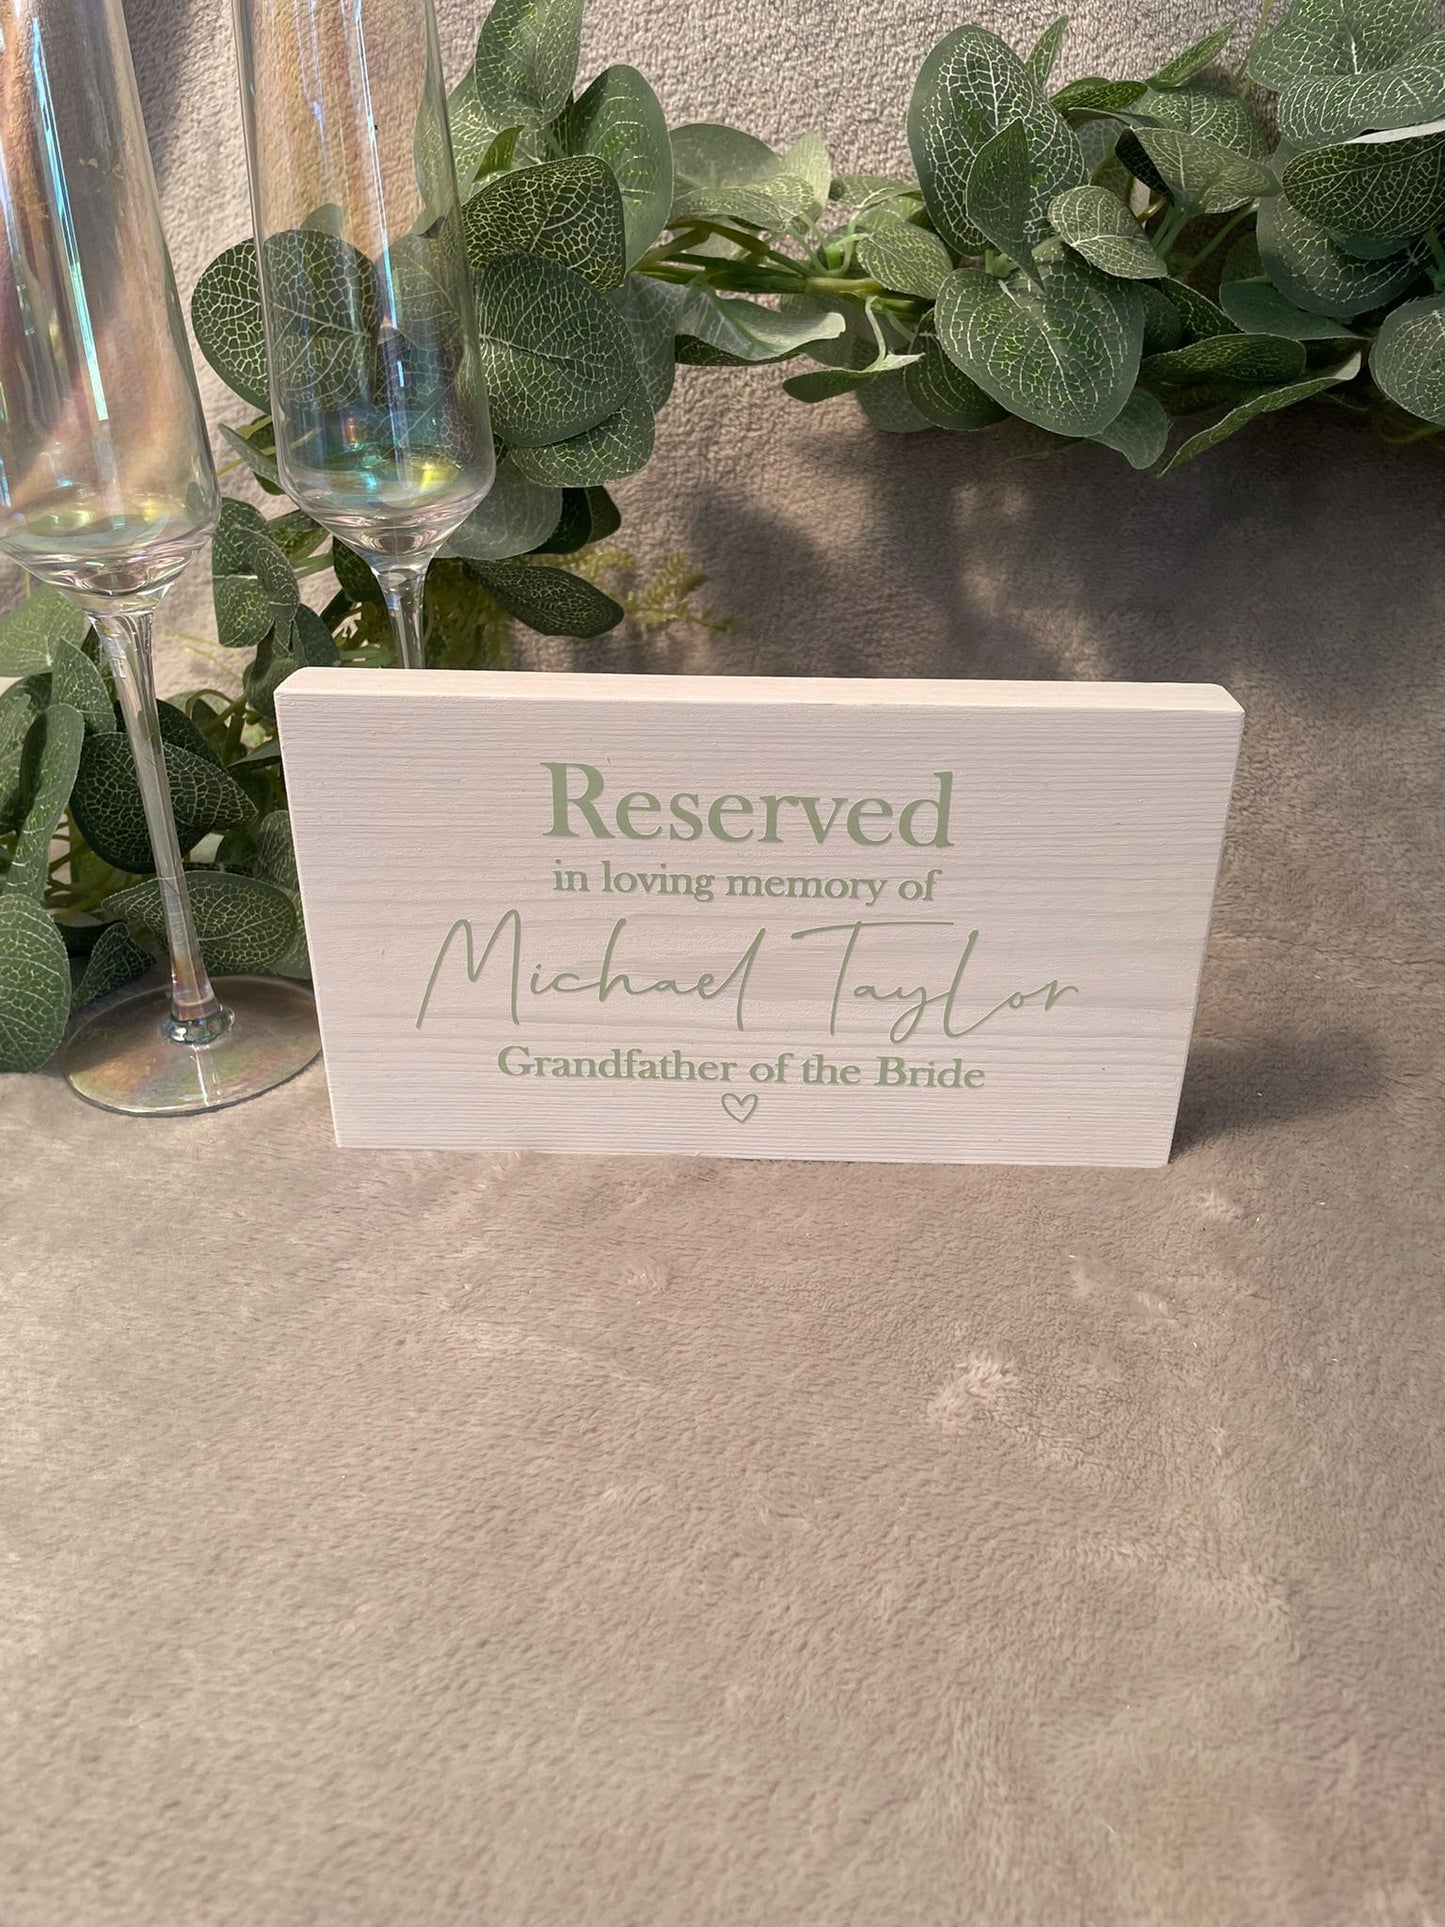 Reserved
in loving memory of
Michael Taylor
Grandfather of the Bride